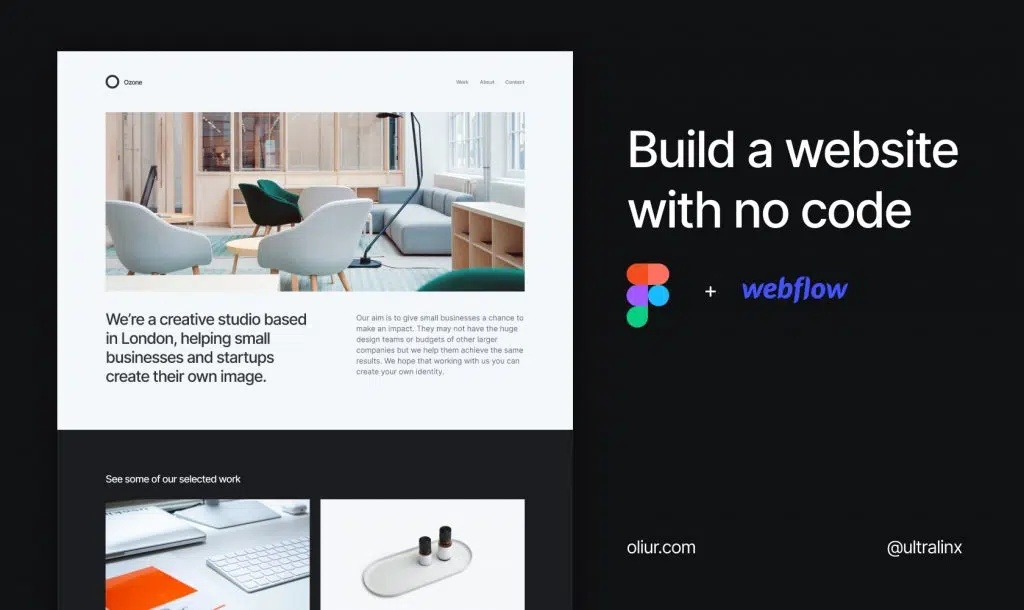 Ozone
Work About Contact
We’re a creative studio based
in London, helping small
businesses and startups
create their own image.
Our aim is to give small businesses a chance to
make an impact. They may not have the huge
design teams or budgets of other larger
companies but we help them achieve the same
results. We hope that working with us you can
create your own identity.
See some of our selected work
Build a website
with no code
+ webflow
oliur.com
@ultralinx